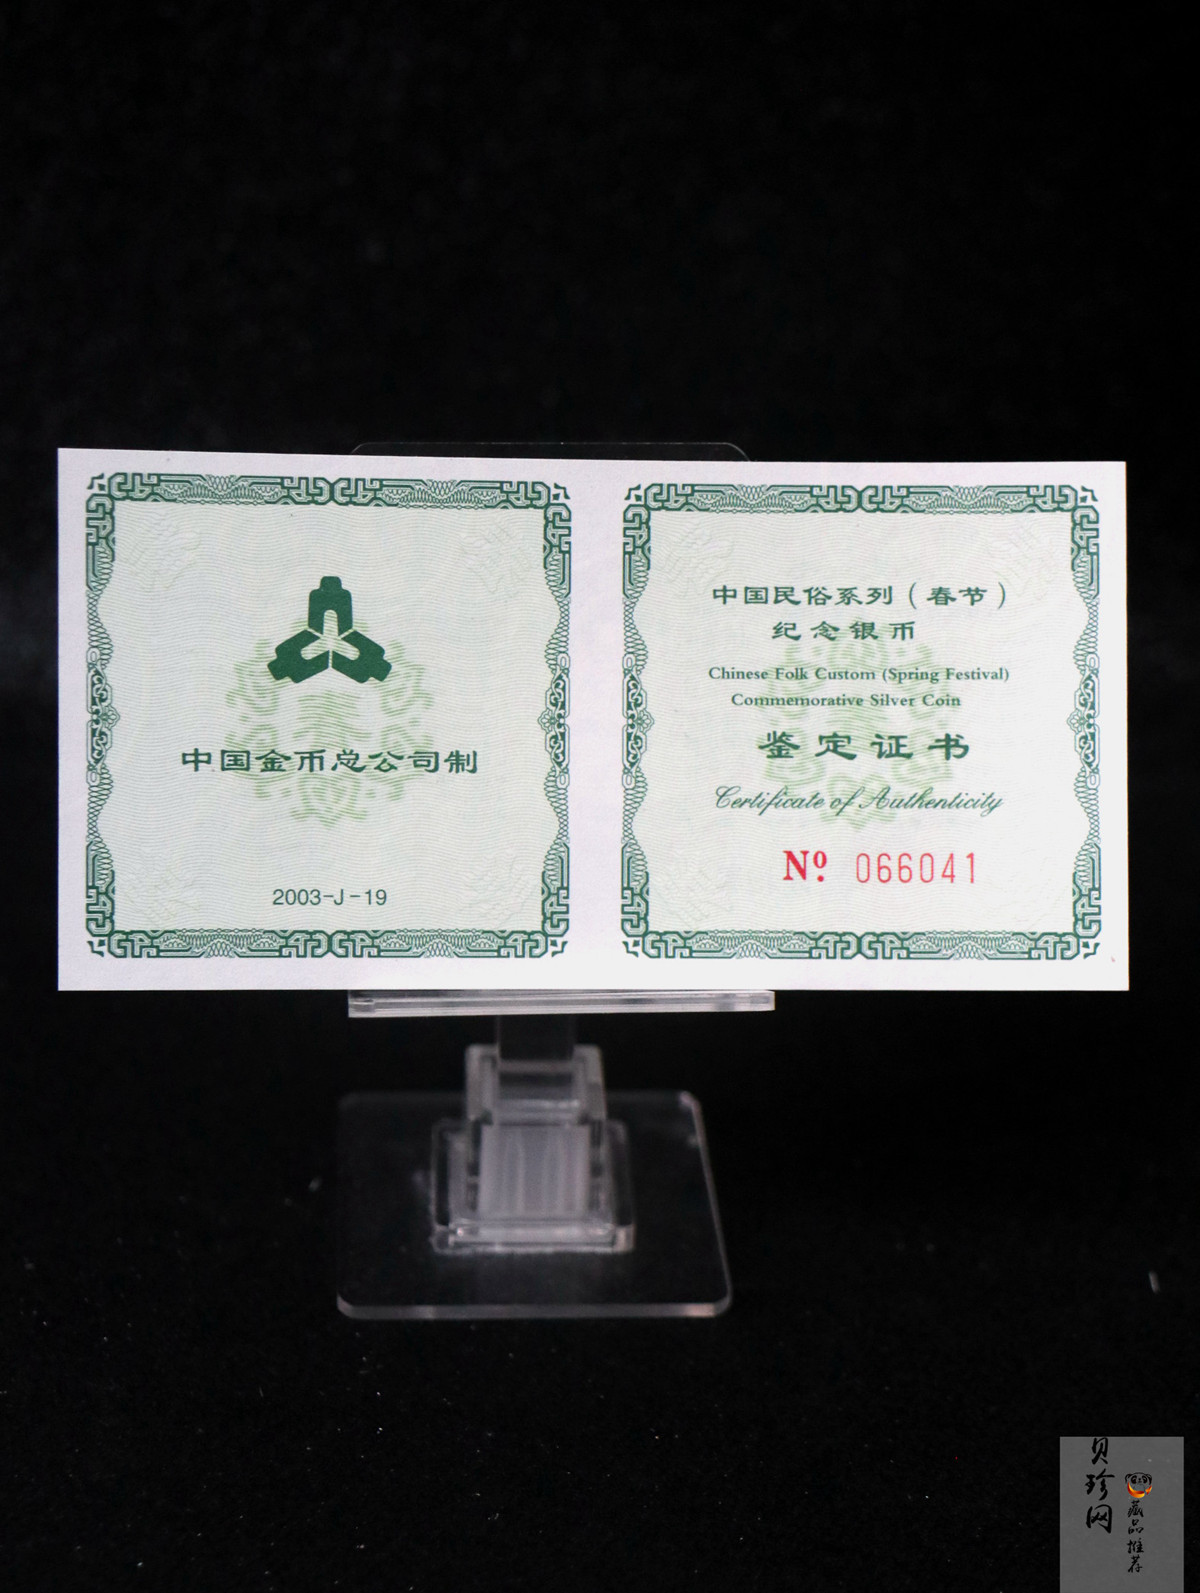 中国金币总公司制
2003-J-19
中国民俗系列（春节）
纪念银币
Chinese Folk Custom (Spring Festival)
Commemorative Silver Coin
鉴定证书
Certificate of Authenticity
Nº. 066041
贝珍网
藏品推荐